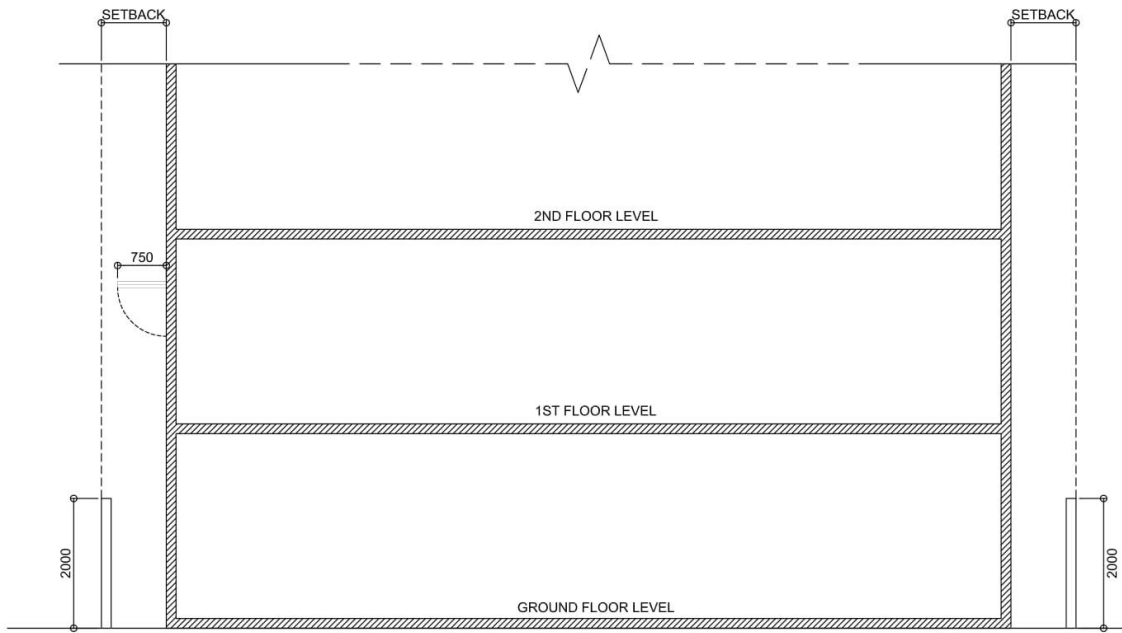 SETBACK
SETBACK
2ND FLOOR LEVEL
750
1ST FLOOR LEVEL
2000
2000
GROUND FLOOR LEVEL